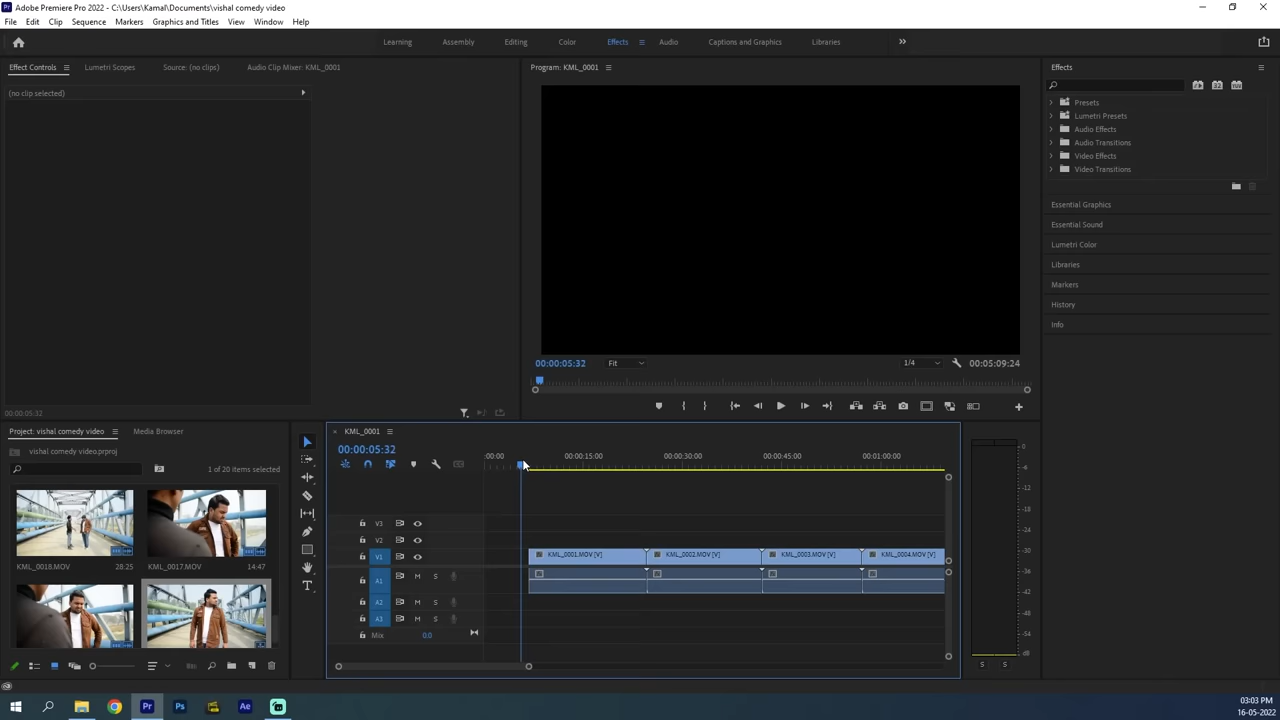 Adobe Premiere Pro 2022 - C:\Users\Kamal\Documents\vishal comedy video
File Edit Clip Sequence Markers Graphics and Titles View Window Help
Learning Assembly Editing Color Effects Audio Captions and Graphics Libraries
Effect Controls Lumetri Scopes Source: (no clips) Audio Clip Mixer: KML_0001
(no clip selected)
00:00:05:32
Program: KML_0001
00:00:05:32 Fit 1/4 00:05:09:24
Effects
Presets
Lumetri Presets
Audio Effects
Audio Transitions
Video Effects
Video Transitions
Essential Graphics
Essential Sound
Lumetri Color
Libraries
Markers
History
Info
Project: vishal comedy video Media Browser
vishal comedy video.prproj
1 of 20 items selected
KML_0018.MOV 28:25 KML_0017.MOV 14:47
KML_0001
00:00:05:32
:00:00 00:00:15:00 00:00:30:00 00:00:45:00 00:01:00:00
V3
V2
V1 KML_0001.MOV [V] KML_0002.MOV [V] KML_0003.MOV [V] KML_0004.MOV [V]
A1 M S
A2 M S
A3 M S
Mix 0.0
0
-6
-12
-18
-24
-30
-36
-42
-48
-54
dB
S S
Pr Ps Ae
03:03 PM
16-05-2022